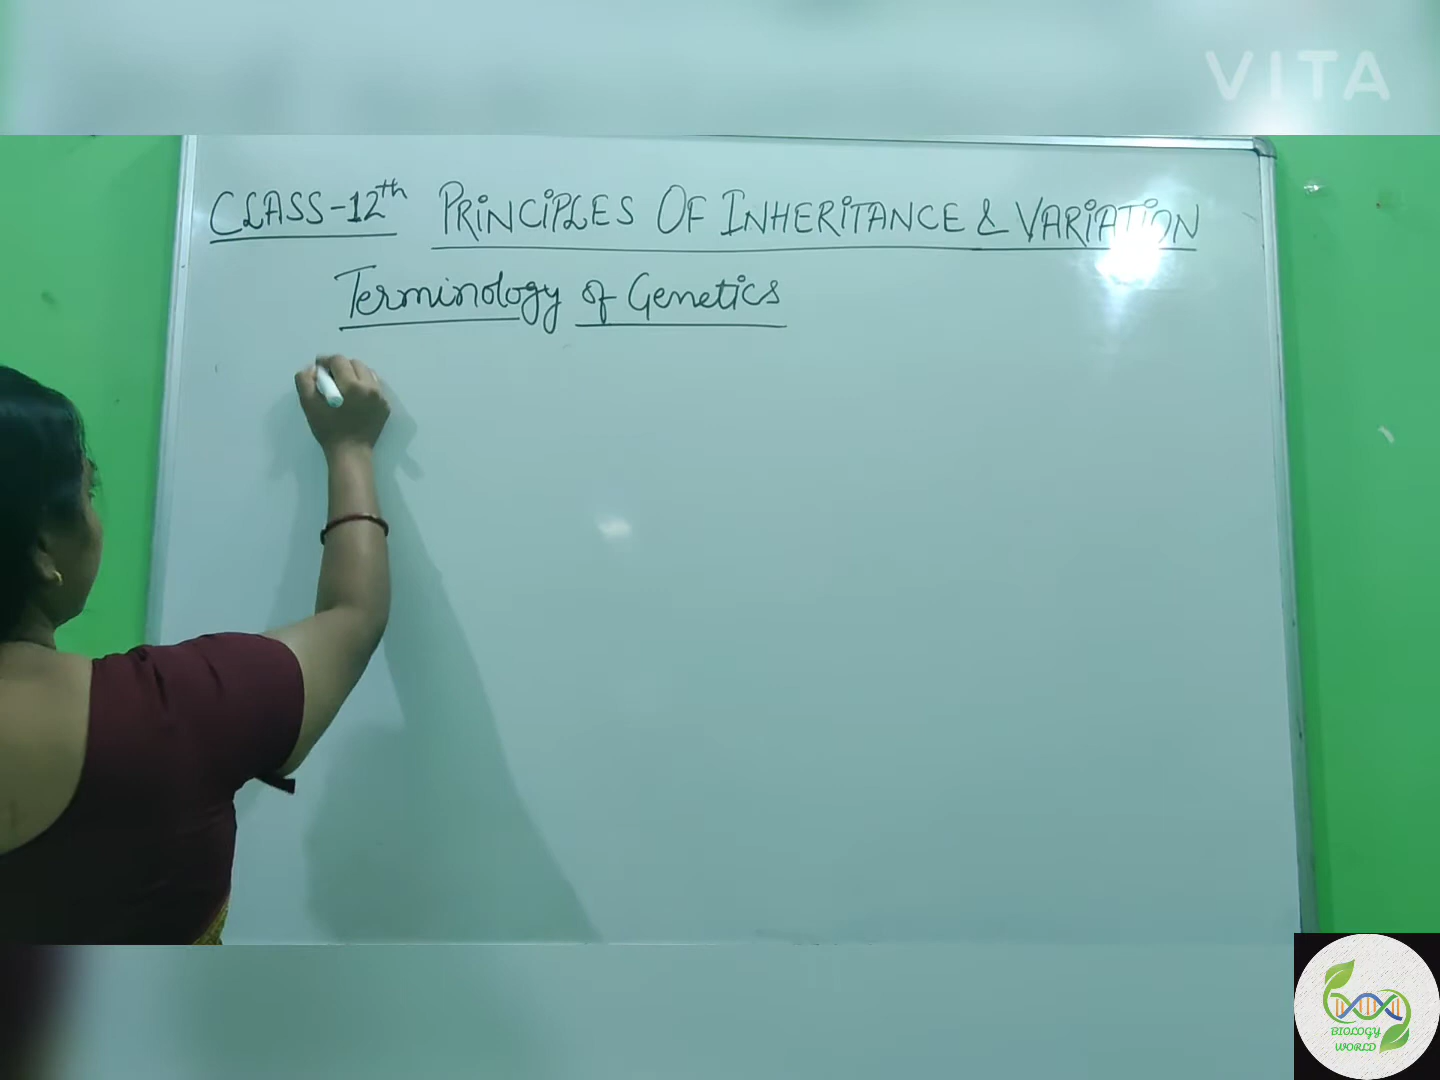 VITA
CLASS-12th PRINCIPLES OF INHERITANCE & VARIATION
Terminology of Genetics
BIOLOGY
WORLD